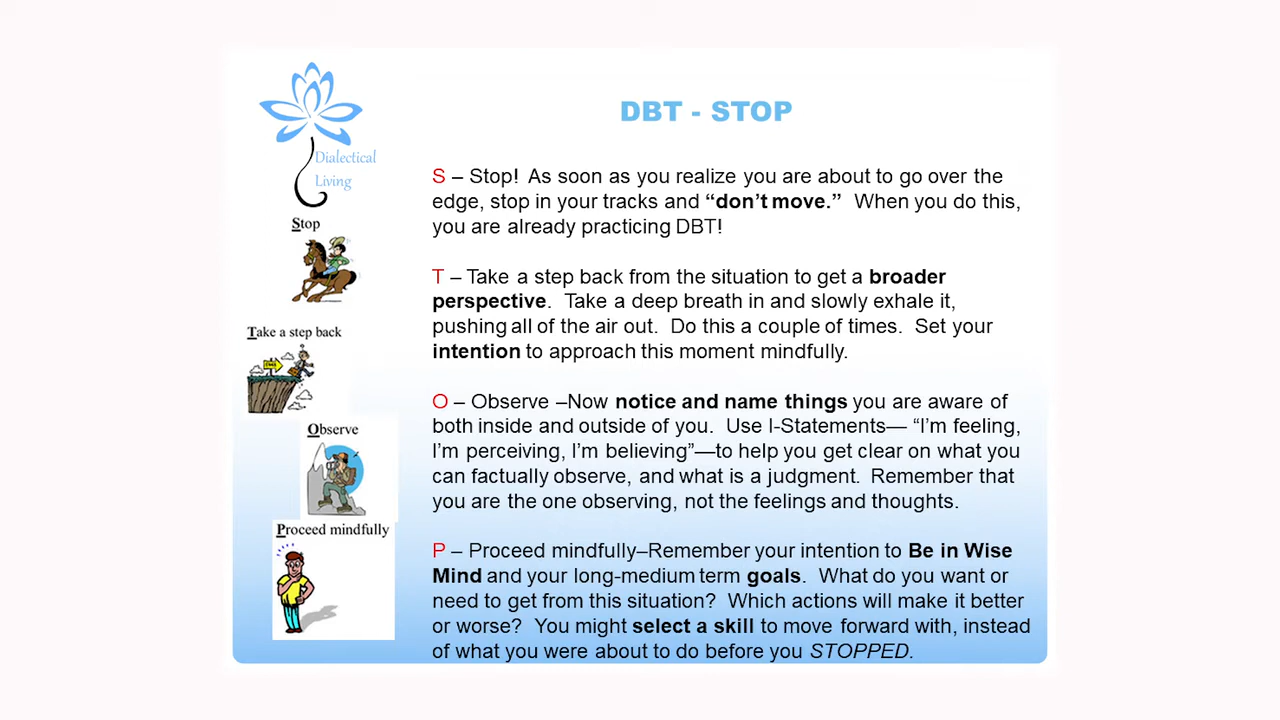 DBT - STOP
Dialectical
Living
Stop
Take a step back
Observe
Proceed mindfully
S – Stop! As soon as you realize you are about to go over the
edge, stop in your tracks and “don’t move.” When you do this,
you are already practicing DBT!
T – Take a step back from the situation to get a broader
perspective. Take a deep breath in and slowly exhale it,
pushing all of the air out. Do this a couple of times. Set your
intention to approach this moment mindfully.
O – Observe –Now notice and name things you are aware of
both inside and outside of you. Use I-Statements— “I’m feeling,
I’m perceiving, I’m believing”—to help you get clear on what you
can factually observe, and what is a judgment. Remember that
you are the one observing, not the feelings and thoughts.
P – Proceed mindfully–Remember your intention to Be in Wise
Mind and your long-medium term goals. What do you want or
need to get from this situation? Which actions will make it better
or worse? You might select a skill to move forward with, instead
of what you were about to do before you STOPPED.